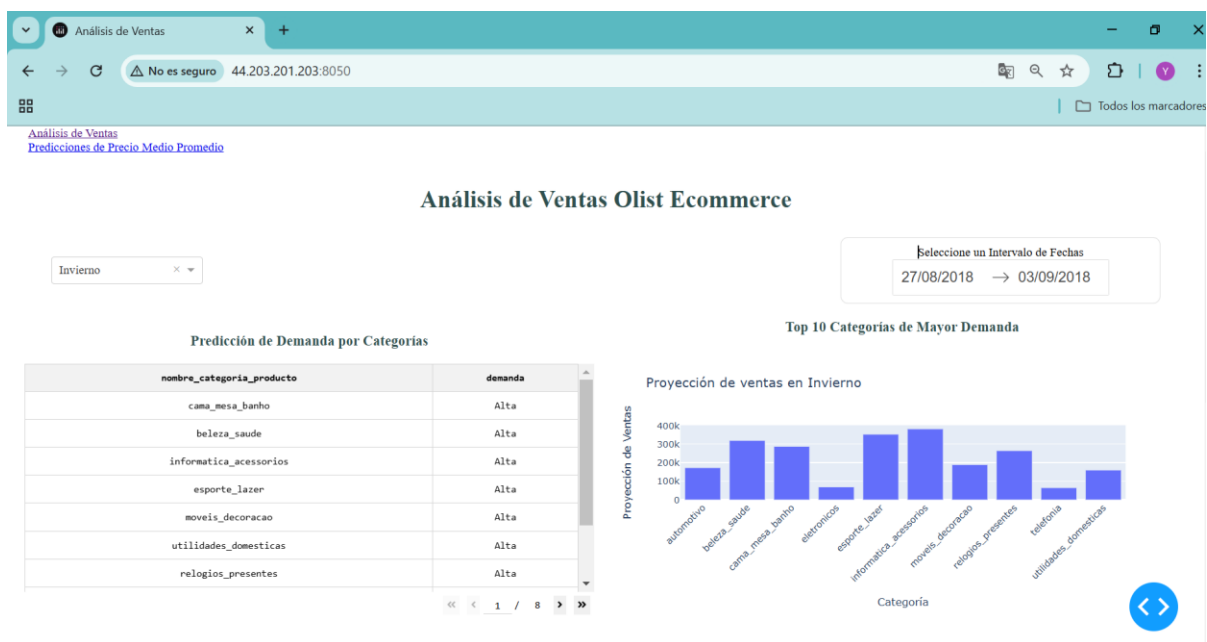 Análisis de Ventas
No es seguro 44.203.201.203:8050
Y
Todos los marcadores
Análisis de Ventas
Predicciones de Precio Medio Promedio
Análisis de Ventas Olist Ecommerce
Invierno
Seleccione un Intervalo de Fechas
27/08/2018 → 03/09/2018
Predicción de Demanda por Categorías
nombre_categoria_producto demanda
cama_mesa_banho Alta
beleza_saude Alta
informatica_acessorios Alta
esporte_lazer Alta
moveis_decoracao Alta
utilidades_domesticas Alta
relogios_presentes Alta
1 / 8
Top 10 Categorías de Mayor Demanda
Proyección de ventas en Invierno
Proyección de Ventas
400k
300k
200k
100k
0
automotivo
beleza_saude
cama_mesa_banho
eletronicos
esporte_lazer
informatica_acessorios
moveis_decoracao
relogios_presentes
telefonia
utilidades_domesticas
Categoría